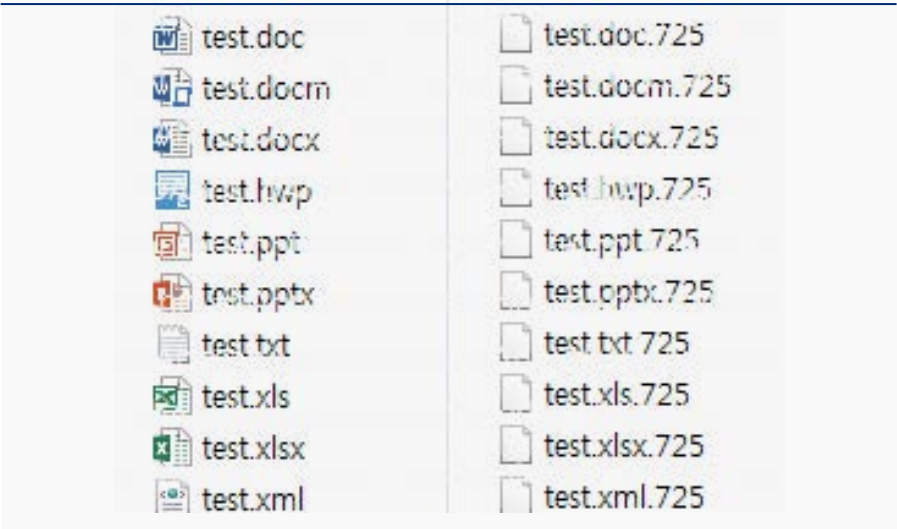 test.doc
test.docm
test.docx
test.hwp
test.ppt
test.pptx
test.txt
test.xls
test.xlsx
test.xml
test.doc.725
test.docm.725
test.docx.725
test.hwp.725
test.ppt.725
test.pptx.725
test.txt.725
test.xls.725
test.xlsx.725
test.xml.725